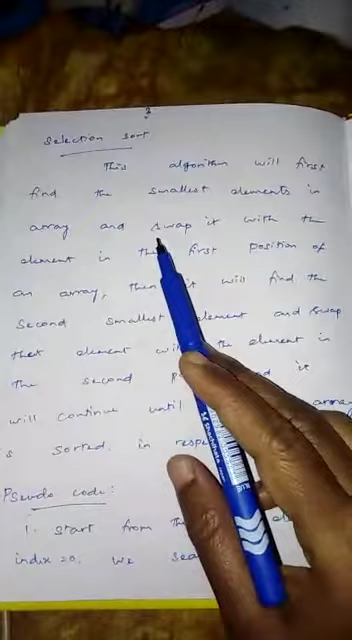 2
Selection sort
This algorithm will first
find the smallest elements in
array and swap it with the
element in the first position of
an array, then it will find the
second smallest element and swap
that element with the element in
the second
will continue until array
is sorted. in
Pseudo code:
1. start from the
index=0, we